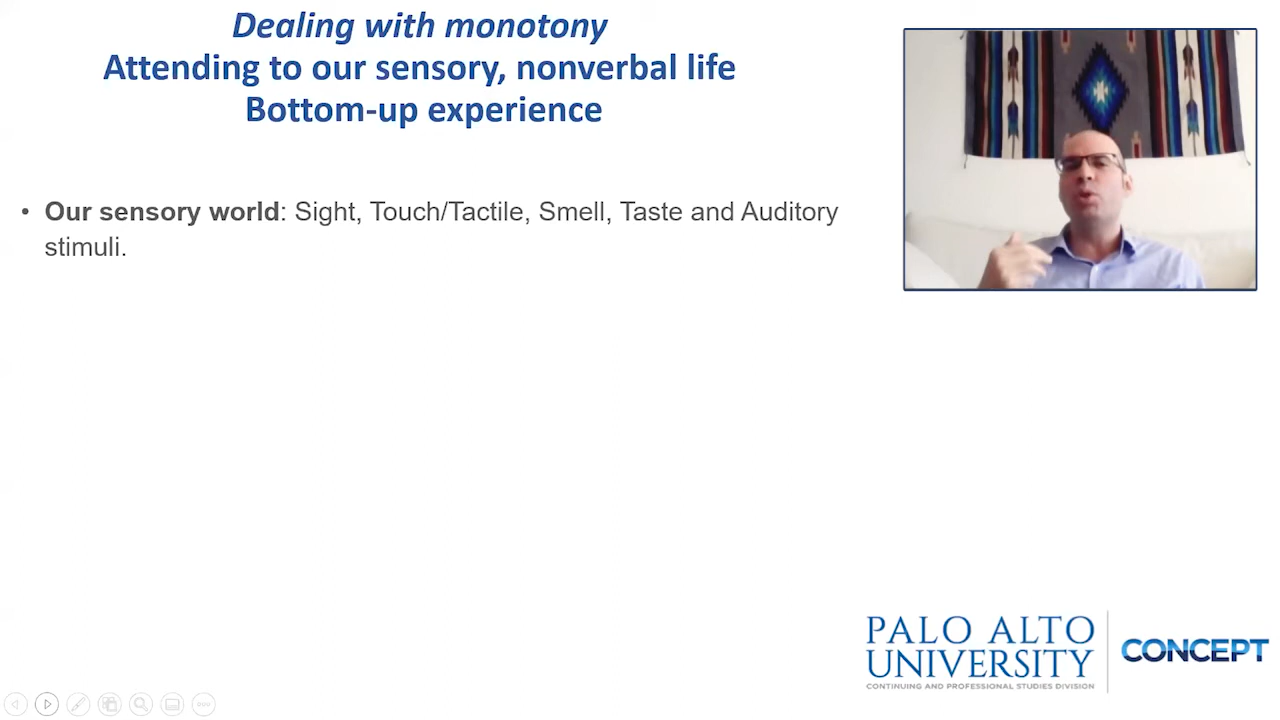 Dealing with monotony
Attending to our sensory, nonverbal life
Bottom-up experience
• Our sensory world: Sight, Touch/Tactile, Smell, Taste and Auditory
stimuli.
PALO ALTO
UNIVERSITY
CONTINUING AND PROFESSIONAL STUDIES DIVISION
CONCEPT